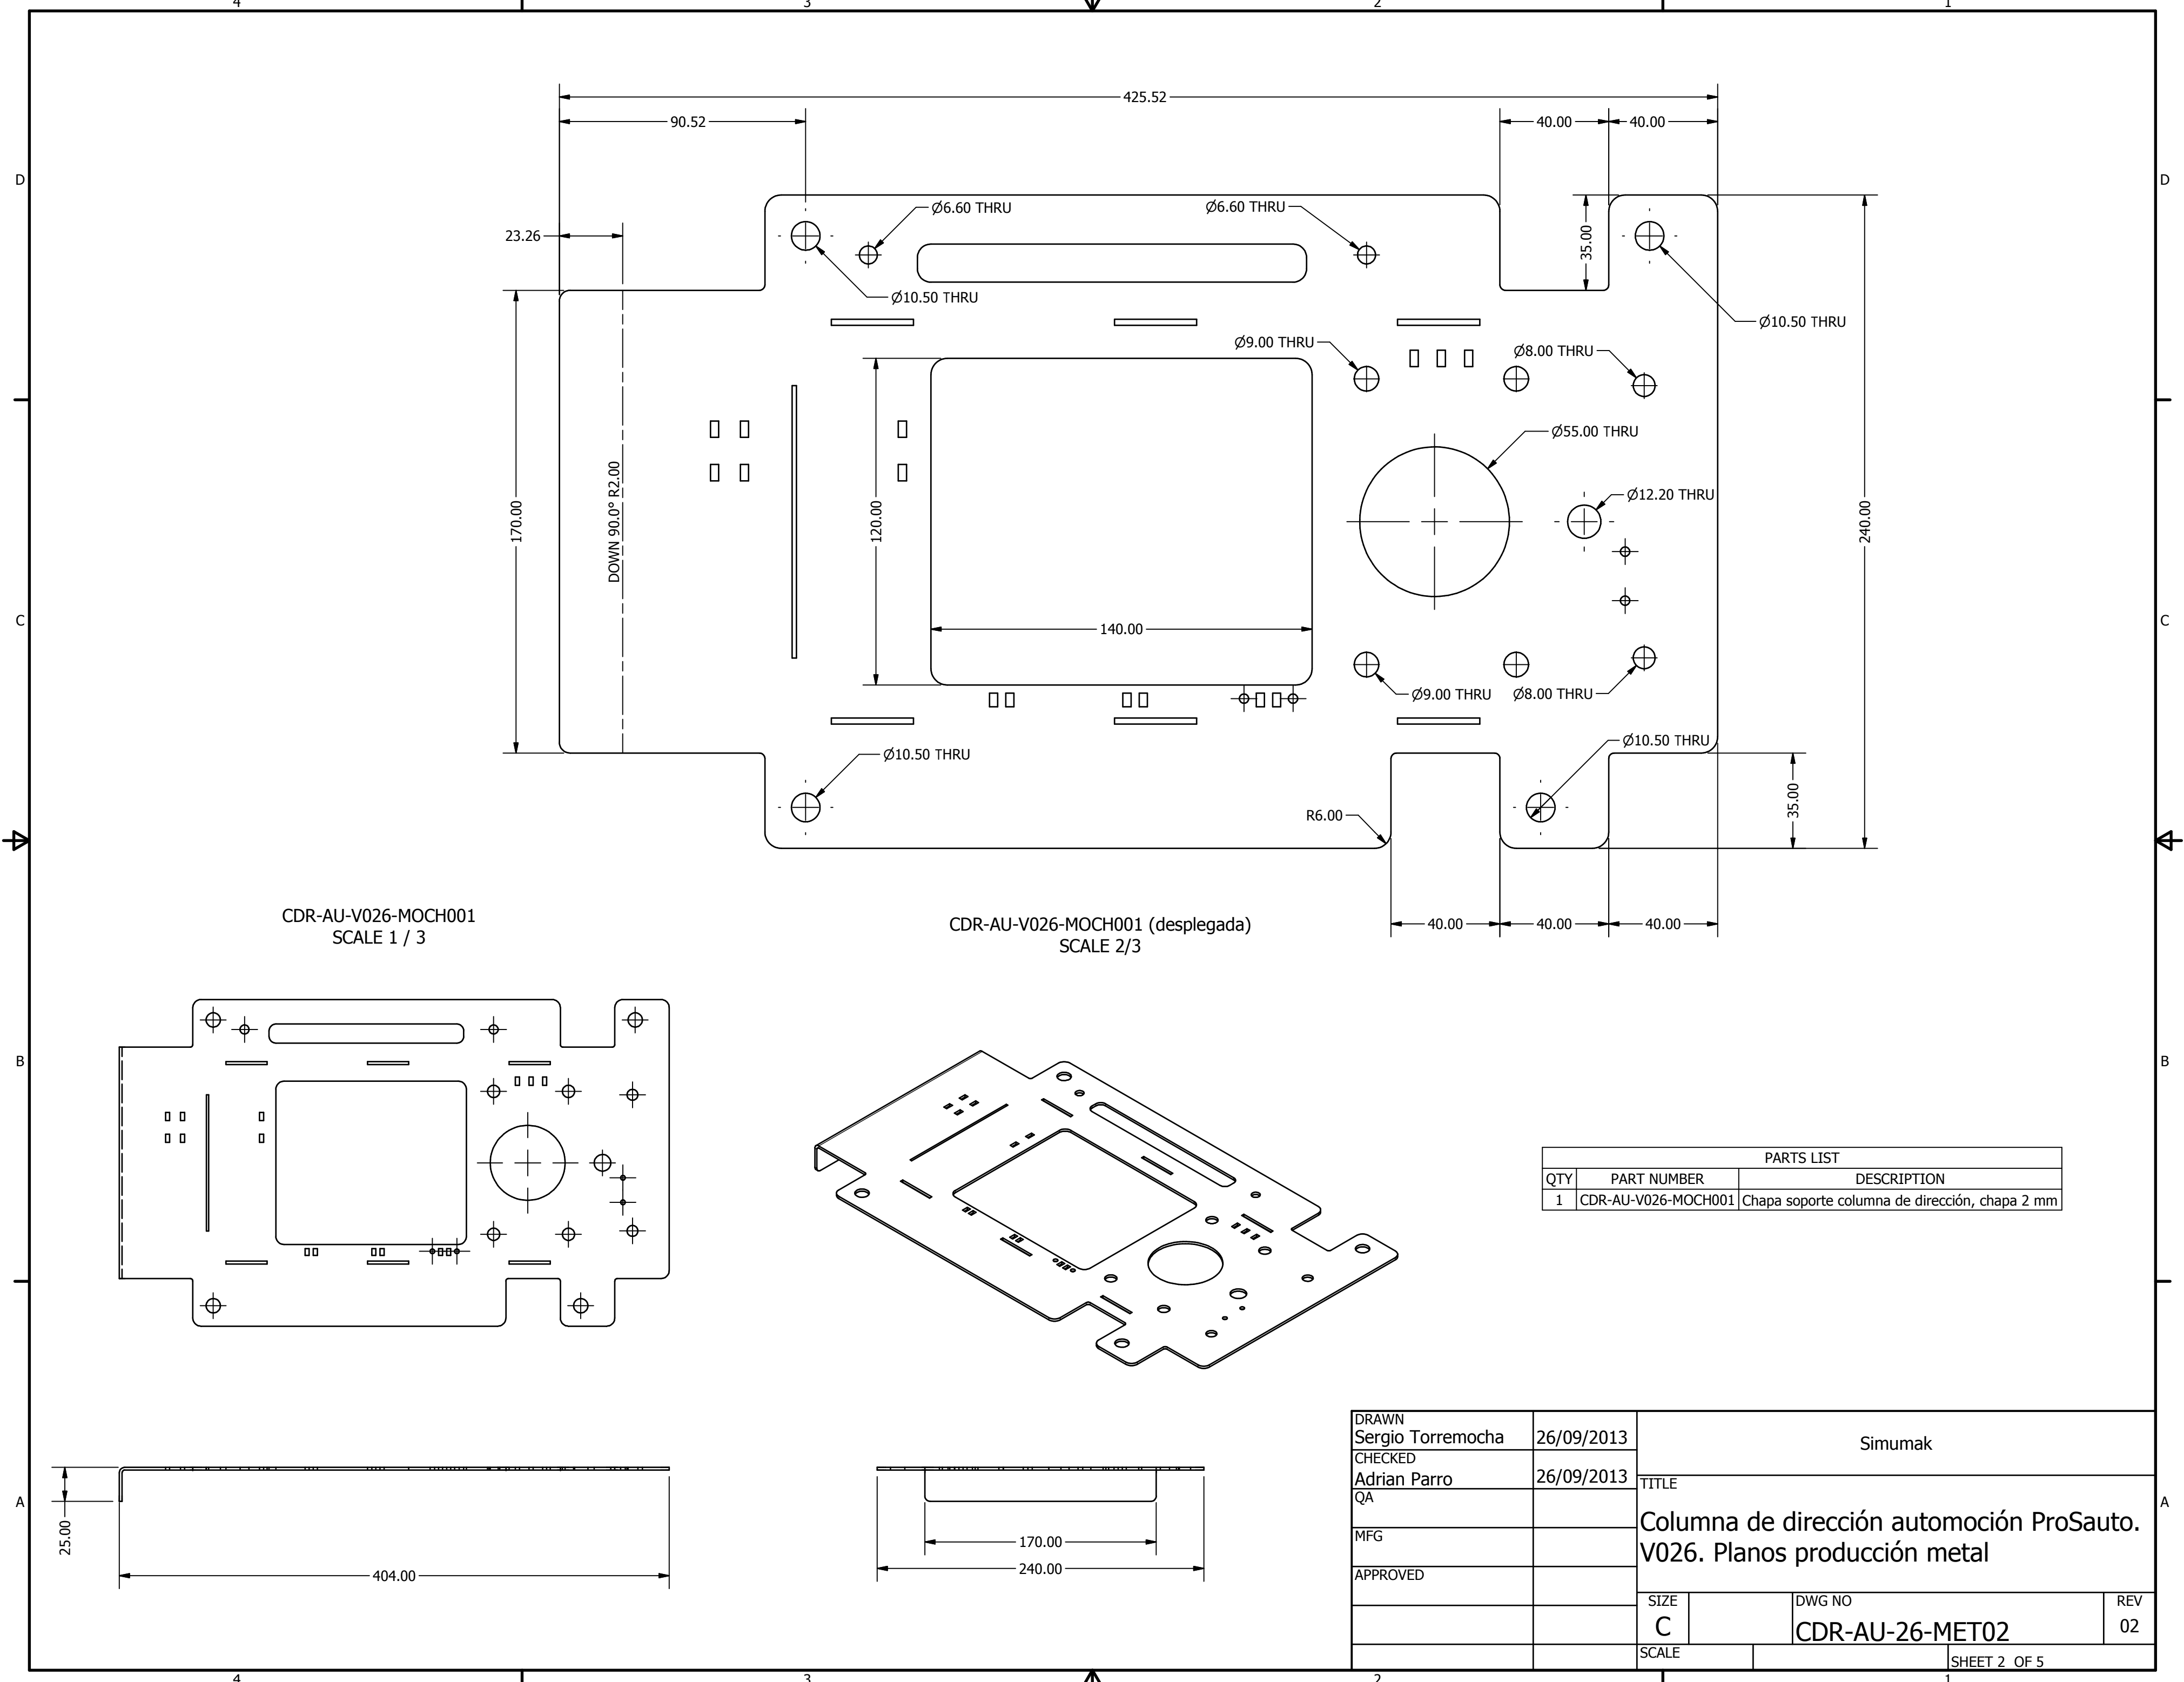 4
3
2
1
425.52
90.52
40.00
40.00
D
D
Ø6.60 THRU
Ø6.60 THRU
23.26
35.00
Ø10.50 THRU
Ø10.50 THRU
Ø9.00 THRU
Ø8.00 THRU
Ø55.00 THRU
Ø12.20 THRU
170.00
DOWN 90.0° R2.00
120.00
240.00
C
C
140.00
Ø9.00 THRU
Ø8.00 THRU
Ø10.50 THRU
Ø10.50 THRU
R6.00
35.00
40.00
40.00
40.00
CDR-AU-V026-MOCH001
SCALE 1 / 3
CDR-AU-V026-MOCH001 (desplegada)
SCALE 2/3
B
B
PARTS LIST
QTY PART NUMBER DESCRIPTION
1 CDR-AU-V026-MOCH001 Chapa soporte columna de dirección, chapa 2 mm
A
A
25.00
404.00
170.00
240.00
DRAWN
Sergio Torremocha 26/09/2013
CHECKED
Adrian Parro 26/09/2013
QA
MFG
APPROVED
Simumak
TITLE
Columna de dirección automoción ProSauto.
V026. Planos producción metal
SIZE
C
DWG NO
CDR-AU-26-MET02
REV
02
SCALE
SHEET 2 OF 5
4
3
2
1